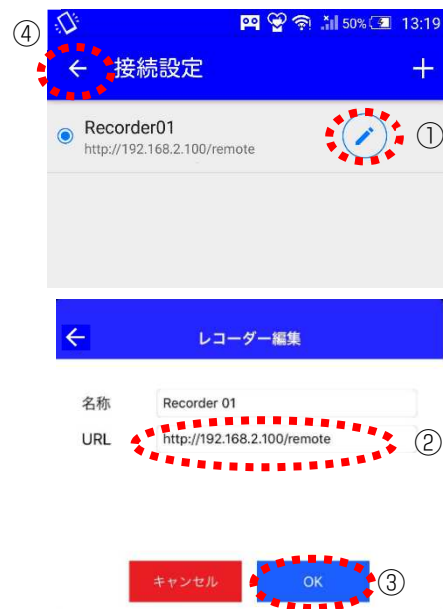 ④
50% 13:19
接続設定
Recorder01
http://192.168.2.100/remote
①
レコーダー編集
名称 Recorder 01
URL http://192.168.2.100/remote
②
キャンセル OK
③